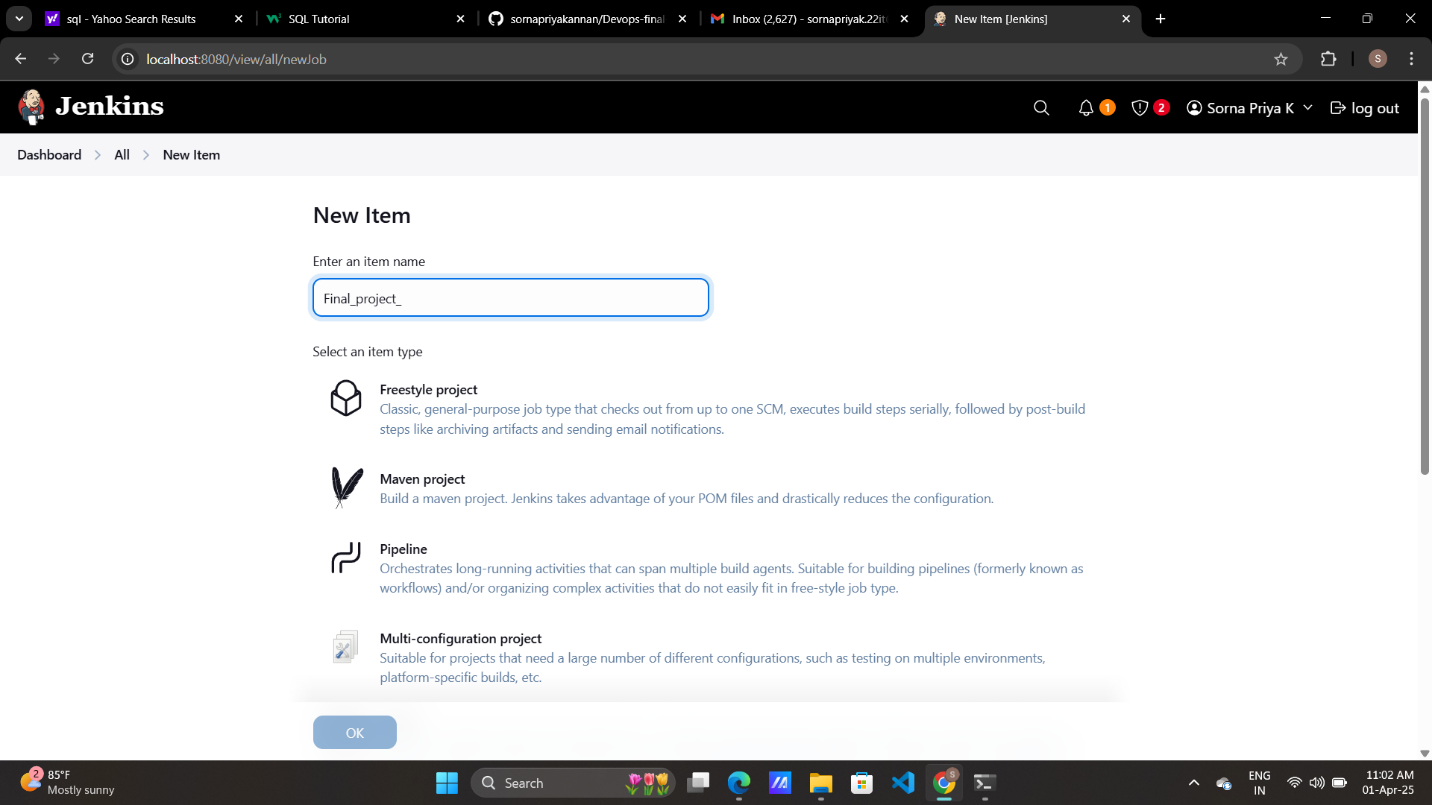 sql - Yahoo Search Results
SQL Tutorial
sornapriyakannan/Devops-final
Inbox (2,627) - sornapriyak.22it
New Item [Jenkins]
localhost:8080/view/all/newJob
S
Jenkins
1
2
Sorna Priya K
log out
Dashboard
All
New Item
New Item
Enter an item name
Final_project_
Select an item type
Freestyle project
Classic, general-purpose job type that checks out from up to one SCM, executes build steps serially, followed by post-build
steps like archiving artifacts and sending email notifications.
Maven project
Build a maven project. Jenkins takes advantage of your POM files and drastically reduces the configuration.
Pipeline
Orchestrates long-running activities that can span multiple build agents. Suitable for building pipelines (formerly known as
workflows) and/or organizing complex activities that do not easily fit in free-style job type.
Multi-configuration project
Suitable for projects that need a large number of different configurations, such as testing on multiple environments,
platform-specific builds, etc.
OK
2
85°F
Mostly sunny
Search
S
ENG
IN
11:02 AM
01-Apr-25